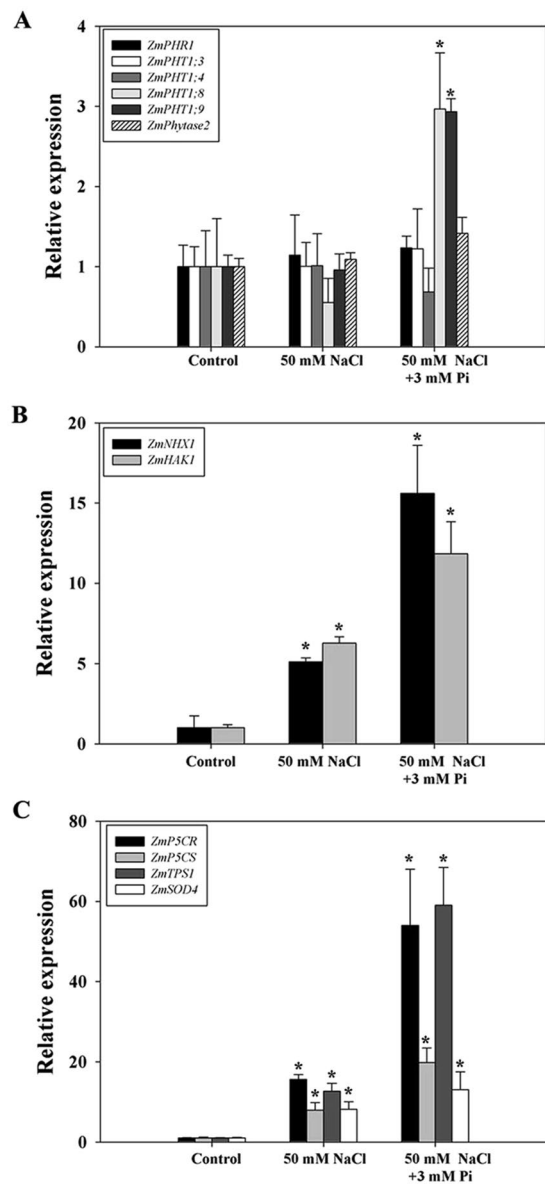 A
ZmPHR1
ZmPHT1;3
ZmPHT1;4
ZmPHT1;8
ZmPHT1;9
ZmPhytase2
*
*
Relative expression
4
3
2
1
0
Control
50 mM NaCl
50 mM NaCl
+3 mM Pi
B
ZmNHX1
ZmHAK1
*
*
*
*
Relative expression
20
15
10
5
0
Control
50 mM NaCl
50 mM NaCl
+3 mM Pi
C
ZmP5CR
ZmP5CS
ZmTPS1
ZmSOD4
*
*
*
*
*
*
*
*
Relative expression
80
60
40
20
0
Control
50 mM NaCl
50 mM NaCl
+3 mM Pi